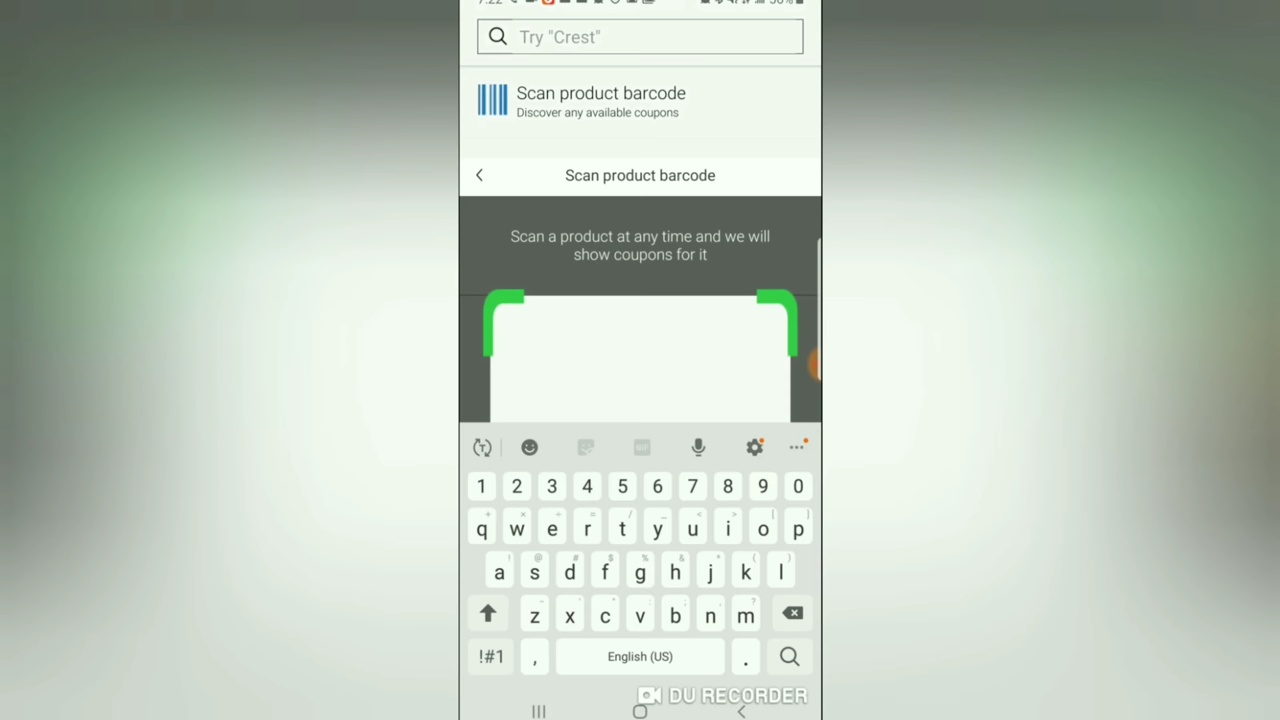 Try "Crest"
Scan product barcode
Discover any available coupons
Scan product barcode
Scan a product at any time and we will
show coupons for it
1 2 3 4 5 6 7 8 9 0
q w e r t y u i o p
a s d f g h j k l
z x c v b n m
!#1 , English (US) .
DU RECORDER